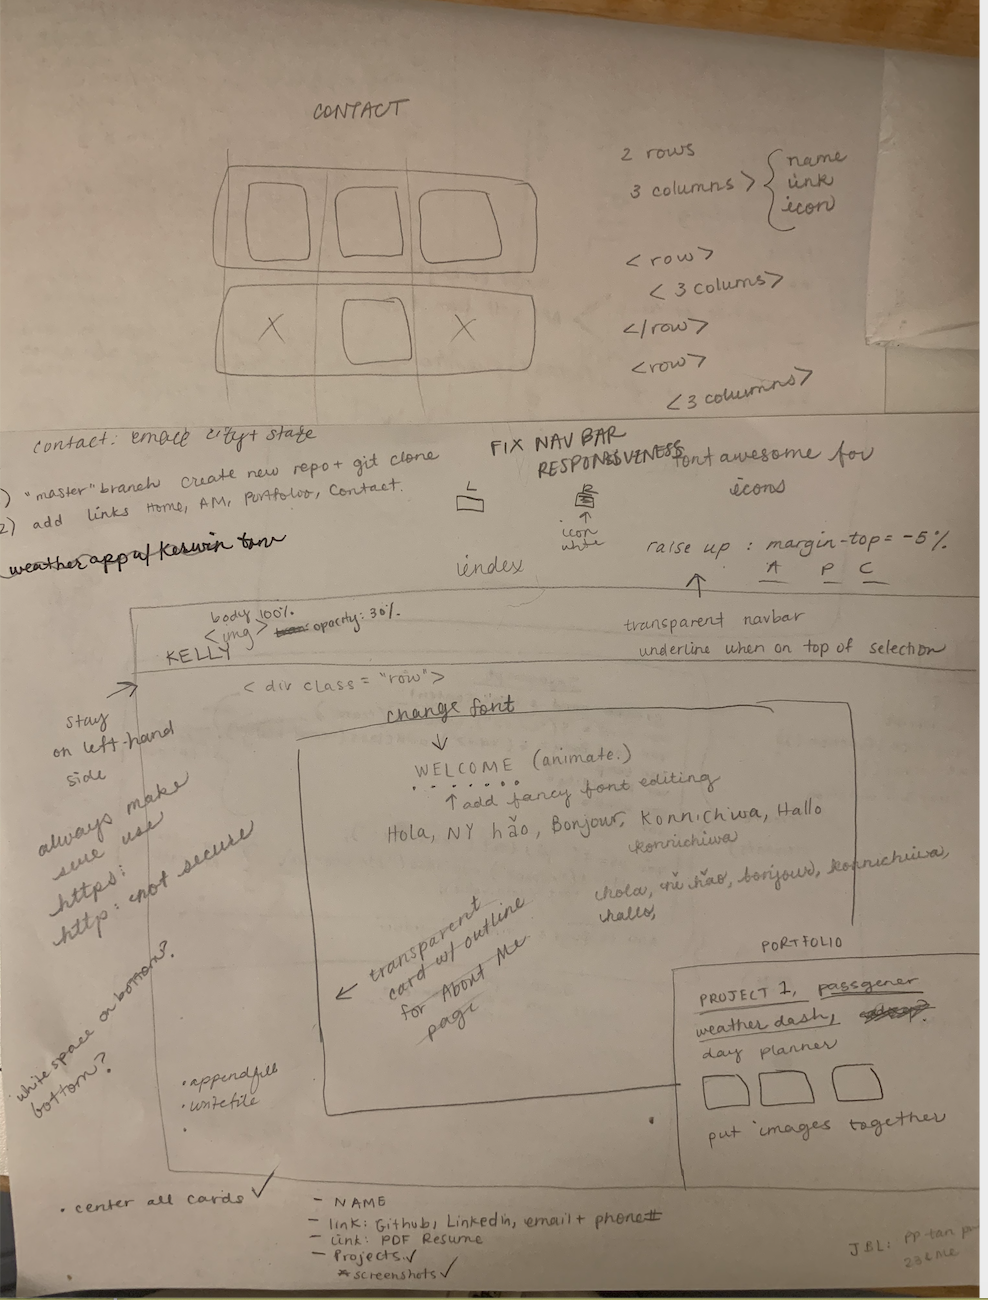 CONTACT
2 rows
3 columns > { name
link
icon
<row>
< 3 colums>
</row>
<row>
<3 columns>
contact: email city + state
) "master" branch create new repo + git clone
2) add links Home, AM, Portfolio, Contact.
weather app w/ Kerwin
FIX NAV BAR
RESPONSIVENESS
font awesome for
icons
L
R
icon
white
index
raise up : margin-top = -5%
A P C
body 100%
<img> opacity: 30%.
KELLY
transparent navbar
underline when on top of selection
< div class = "row">
stay
on left-hand
side
change font
WELCOME (animate.)
add fancy font editing
Hola, NY hǎo, Bonjour, Konnichiwa, Hallo
konnichiwa
hola, ni hǎo, bonjour, konnichiwa,
hallo,
always make
sure use
https:
http: not secure
transparent
card w/ outline
for About Me
page
white space on bottom?
bottom?
PORTFOLIO
PROJECT 1, passgener
weather dash,
day planner
put images together
• appendfile
• writefile
•
• center all cards ✓
- NAME
- link: Github, Linkedin, email + phone#
- link: PDF Resume
- Projects ✓
* screenshots ✓
JBL: PP-tan